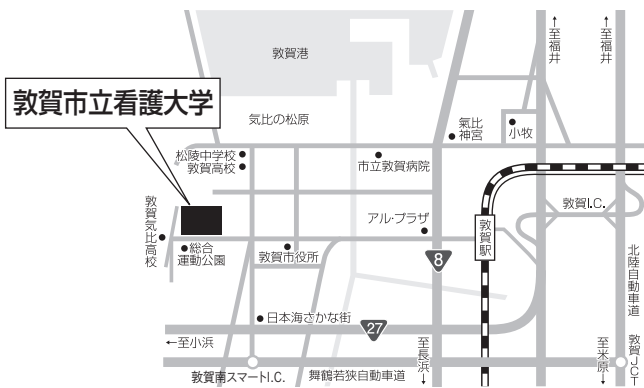 敦賀港
←至福井
←至福井
敦賀市立看護大学
気比の松原
氣比
神宮
小牧
松陵中学校
敦賀高校
市立敦賀病院
敦賀気比高校
敦賀I.C.
アル・プラザ
敦賀駅
総合
運動公園
敦賀市役所
8
北陸自動車道
日本海さかな街
27
←至小浜
至長浜→
至米原→
敦賀JCT
敦賀南スマートI.C.
舞鶴若狭自動車道